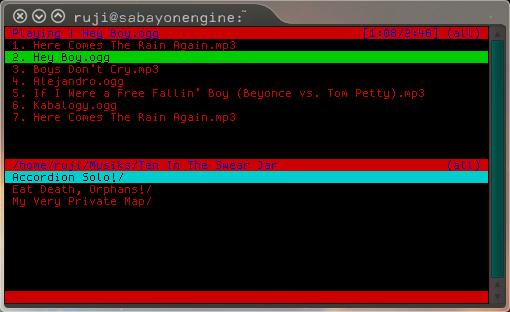 ruji@sabayonengine:~
Playing | Hey Boy.ogg [1:08/2:46] (all)
1. Here Comes The Rain Again.mp3
2. Hey Boy.ogg
3. Boys Don't Cry.mp3
4. Alejandro.ogg
5. If I Were a Free Fallin' Boy (Beyonce vs. Tom Petty).mp3
6. Kabalogy.ogg
7. Here Comes The Rain Again.mp3
/home/ruji/Musiks/Ten In The Swear Jar (all)
Accordion Solo!/
Eat Death, Orphans!/
My Very Private Map/